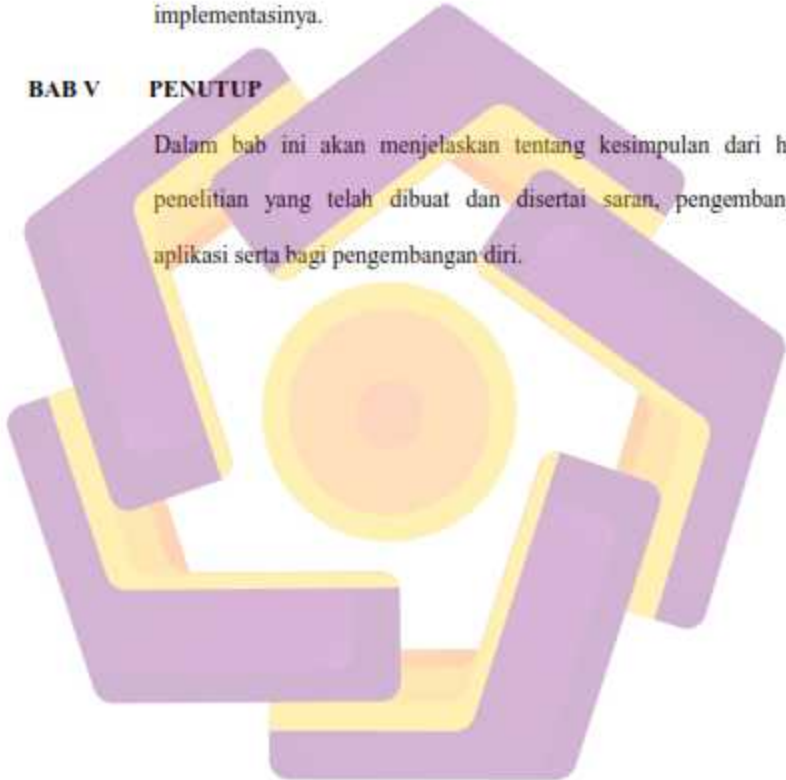 implementasinya.
BAB V PENUTUP
Dalam bab ini akan menjelaskan tentang kesimpulan dari h
penelitian yang telah dibuat dan disertai saran, pengemban
aplikasi serta bagi pengembangan diri.